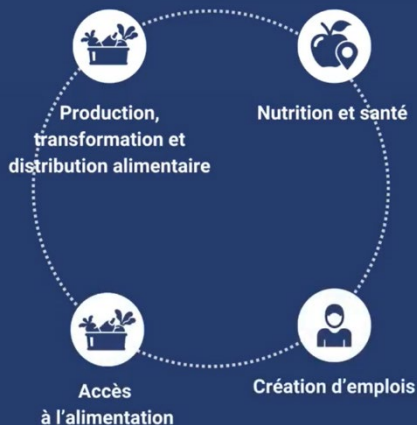 Production,
transformation et
distribution alimentaire
Nutrition et santé
Accès
à l'alimentation
Création d'emplois